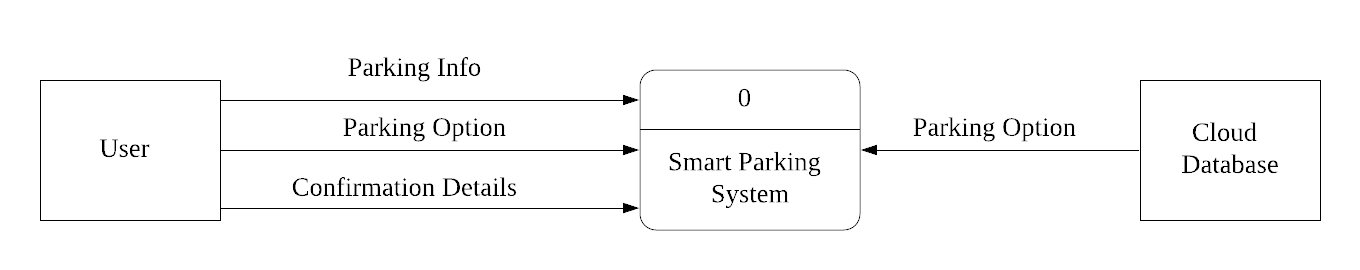 Parking Info
Parking Option
Confirmation Details
User
0
Smart Parking
System
Parking Option
Cloud
Database